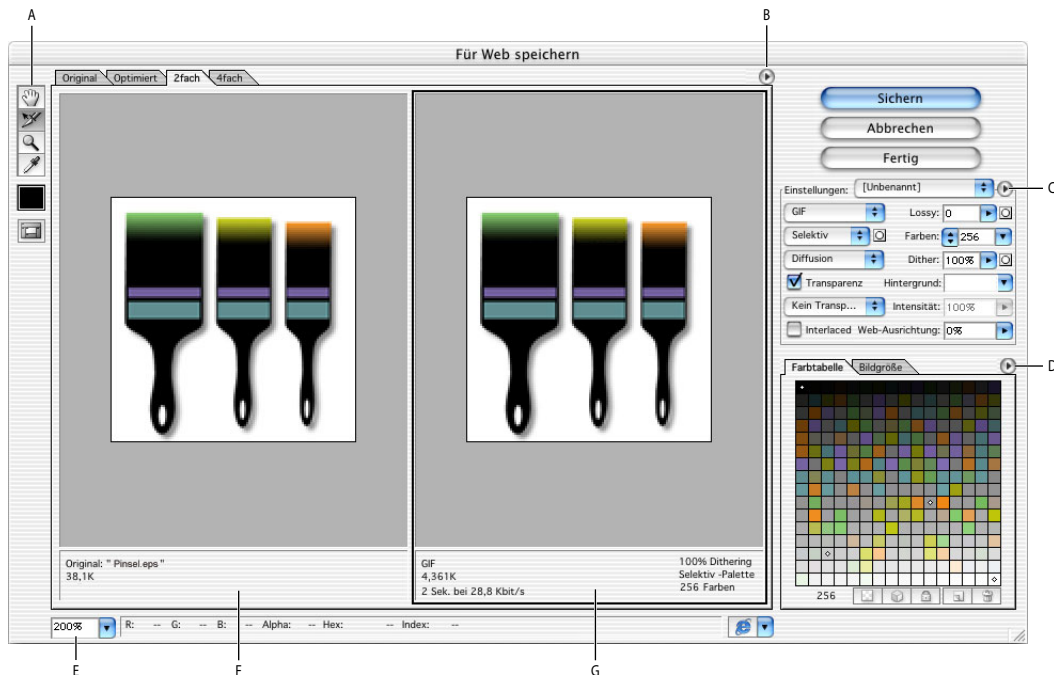 A
B
Für Web speichern
Original Optimiert 2fach 4fach
Sichern
Abbrechen
Fertig
C
Einstellungen: [Unbenannt]
GIF Lossy: 0
Selektiv Farben: 256
Diffusion Dither: 100%
Transparenz Hintergrund:
Kein Transp... Intensität: 100%
Interlaced Web-Ausrichtung: 0%
D
Farbtabelle Bildgröße
256
Original: "Pinsel.eps"
38,1K
GIF
4,361K
2 Sek. bei 28,8 Kbit/s
100% Dithering
Selektiv -Palette
256 Farben
200% R: -- G: -- B: -- Alpha: -- Hex: -- Index: --
E
F
G